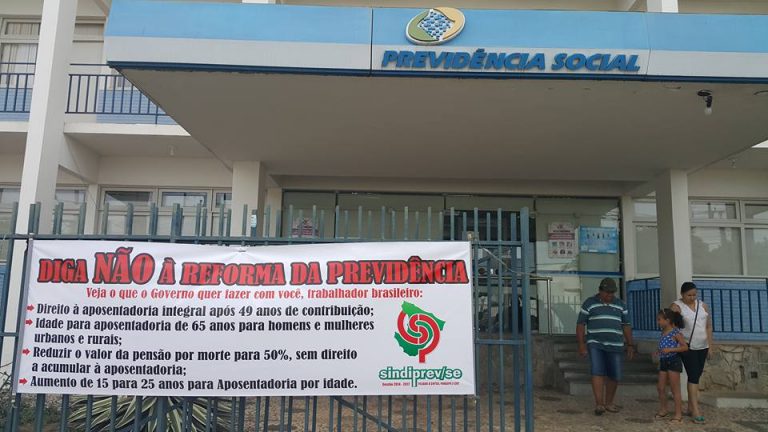 PREVIDÊNCIA SOCIAL
DIGA NÃO À REFORMA DA PREVIDÊNCIA
Veja o que o Governo quer fazer com você, trabalhador brasileiro:
Direito à aposentadoria integral após 49 anos de contribuição;
Idade para aposentadoria de 65 anos para homens e mulheres
urbanos e rurais;
Reduzir o valor da pensão por morte para 50%, sem direito
a acumular à aposentadoria;
Aumento de 15 para 25 anos para Aposentadoria por idade.
sindiprev/se